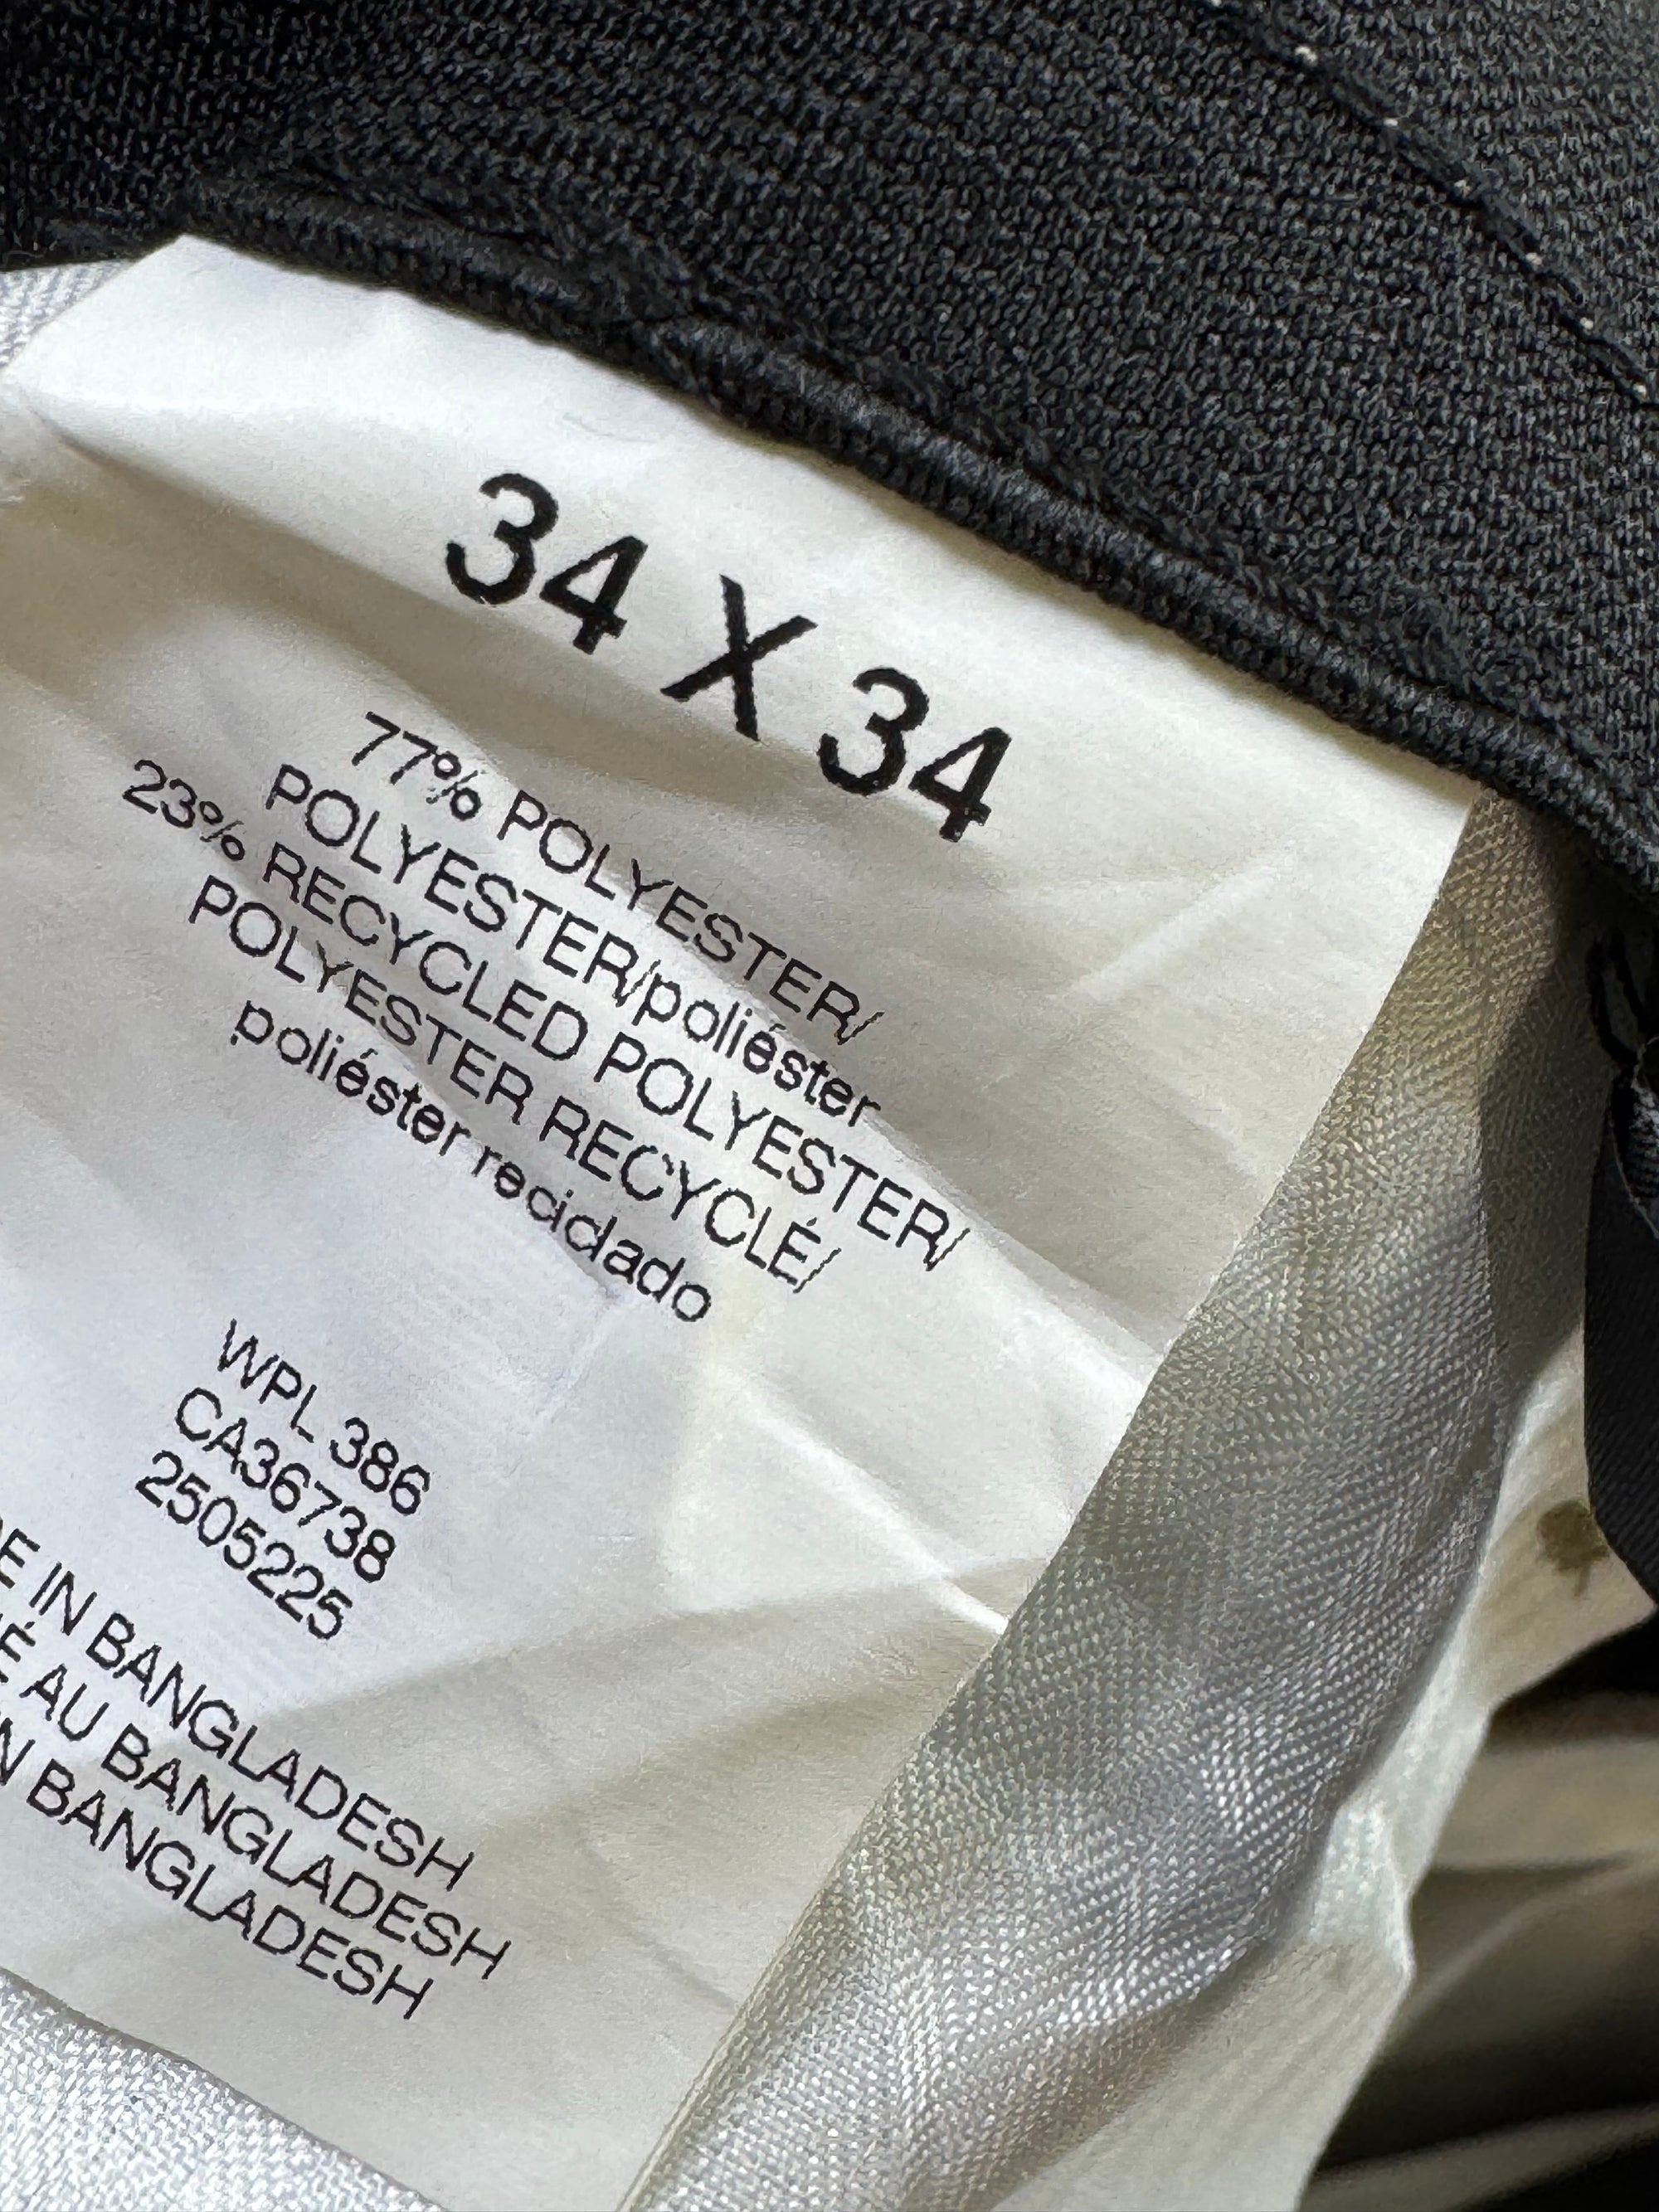 34 X 34
77% POLYESTER/
POLYESTER/poliéster
23% RECYCLED POLYESTER/
POLYESTER RECYCLÉ/
poliéster reciclado
WPL 386
CA36738
2505225
IN BANGLADESH
AU BANGLADESH
BANGLADESH